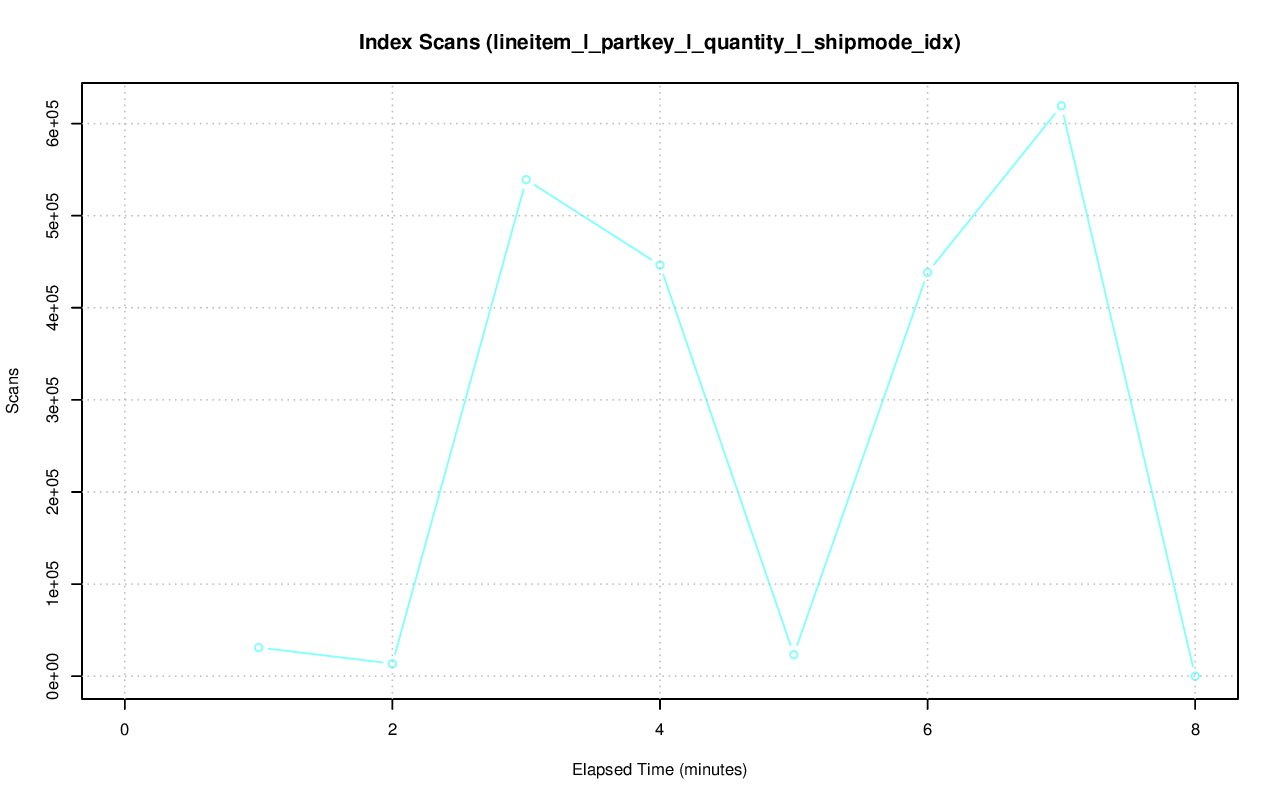 Index Scans (lineitem_l_partkey_l_quantity_l_shipmode_idx)
6e+05
5e+05
4e+05
3e+05
2e+05
1e+05
0e+00
Scans
0 2 4 6 8
Elapsed Time (minutes)